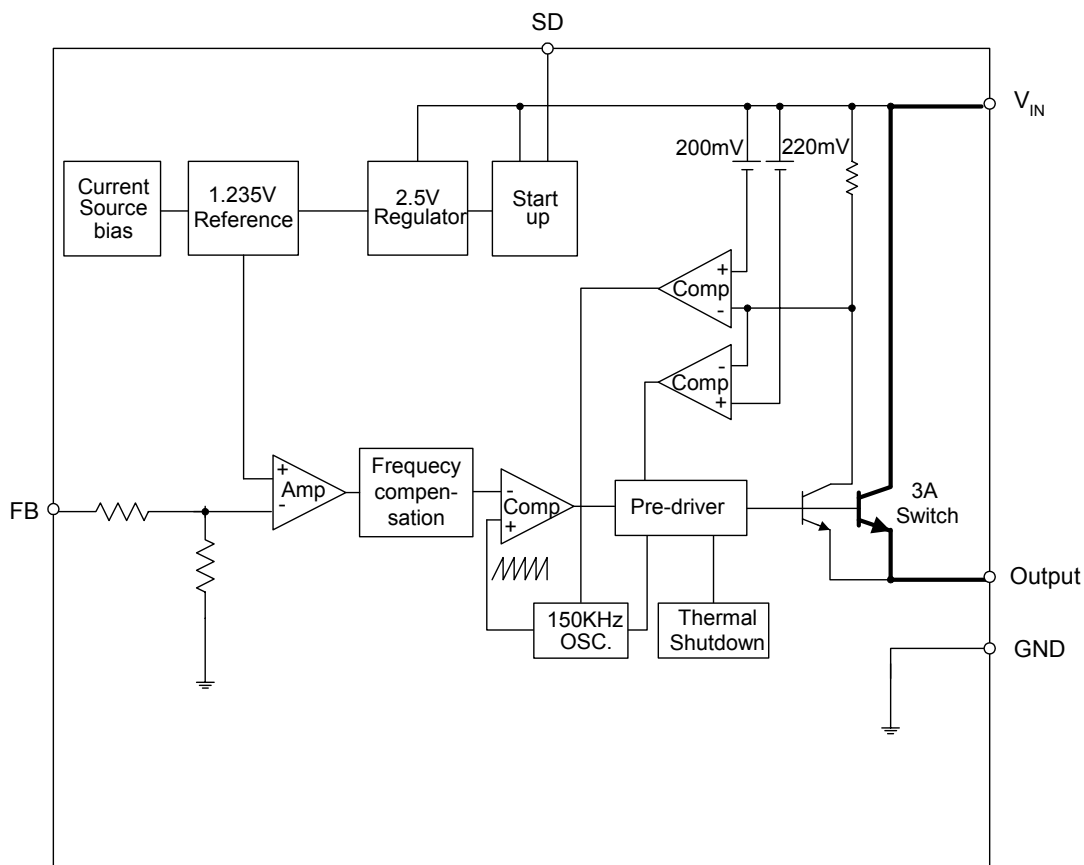 SD
V_IN
200mV
220mV
Current
Source
bias
1.235V
Reference
2.5V
Regulator
Start
up
+
Comp
-
-
Comp
+
+
Amp
-
Frequecy
compen-
sation
-
Comp
+
Pre-driver
3A
Switch
FB
Output
150KHz
OSC.
Thermal
Shutdown
GND